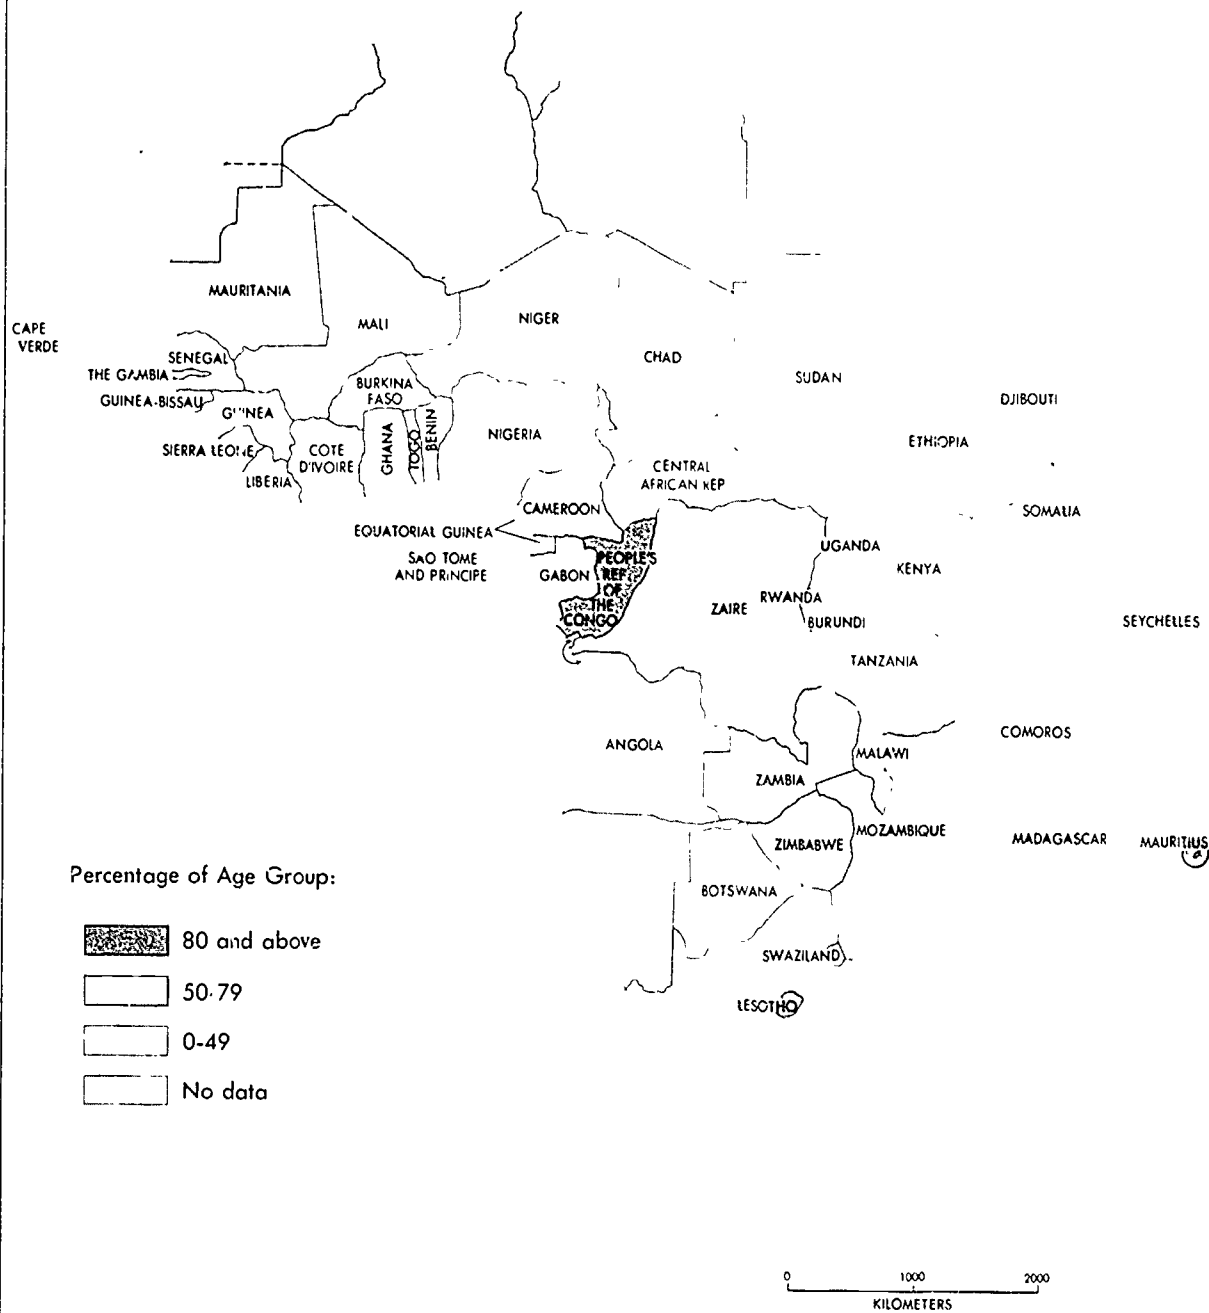 MAURITANIA
MALI
NIGER
CHAD
SUDAN
DJIBOUTI
ETHIOPIA
SOMALIA
CAPE
VERDE
SENEGAL
THE GAMBIA
GUINEA-BISSAU
GUINEA
SIERRA LEONE
LIBERIA
COTE
D'IVOIRE
BURKINA
FASO
GHANA
TOGO
BENIN
NIGERIA
CENTRAL
AFRICAN REP
CAMEROON
EQUATORIAL GUINEA
SAO TOME
AND PRINCIPE
GABON
PEOPLE'S
REP
OF
THE
CONGO
ZAIRE
UGANDA
KENYA
RWANDA
BURUNDI
TANZANIA
SEYCHELLES
COMOROS
ANGOLA
ZAMBIA
MALAWI
MOZAMBIQUE
ZIMBABWE
MADAGASCAR
MAURITIUS
BOTSWANA
SWAZILAND
LESOTHO
Percentage of Age Group:
80 and above
50-79
0-49
No data
0 1000 2000
KILOMETERS